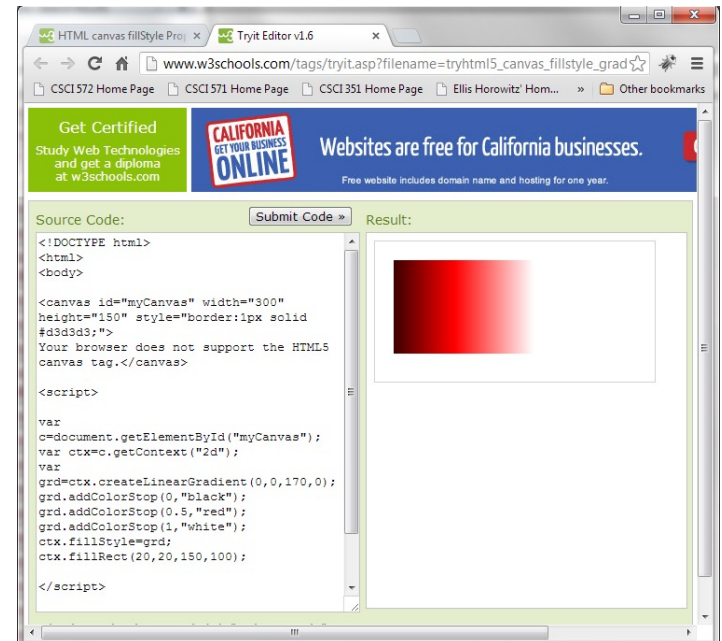 HTML canvas fillStyle Prop
Tryit Editor v1.6
www.w3schools.com/tags/tryit.asp?filename=tryhtml5_canvas_fillstyle_grad
CSCI 572 Home Page
CSCI 571 Home Page
CSCI 351 Home Page
Ellis Horowitz' Hom...
»
Other bookmarks
Get Certified
Study Web Technologies
and get a diploma
at w3schools.com
CALIFORNIA
GET YOUR BUSINESS
ONLINE
Websites are free for California businesses.
Free website includes domain name and hosting for one year.
Source Code:
Submit Code »
Result:
<!DOCTYPE html>
<html>
<body>
<canvas id="myCanvas" width="300"
height="150" style="border:1px solid
#d3d3d3;">
Your browser does not support the HTML5
canvas tag.</canvas>
<script>
var
c=document.getElementById("myCanvas");
var ctx=c.getContext("2d");
var
grd=ctx.createLinearGradient(0,0,170,0);
grd.addColorStop(0,"black");
grd.addColorStop(0.5,"red");
grd.addColorStop(1,"white");
ctx.fillStyle=grd;
ctx.fillRect(20,20,150,100);
</script>